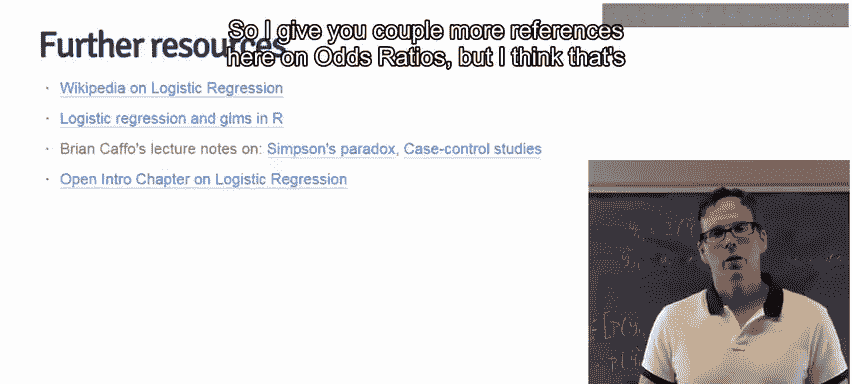 So I give you couple more references
here on Odds Ratios, but I think that's
Further resources
· Wikipedia on Logistic Regression
· Logistic regression and glms in R
· Brian Caffo's lecture notes on: Simpson's paradox, Case-control studies
· Open Intro Chapter on Logistic Regression